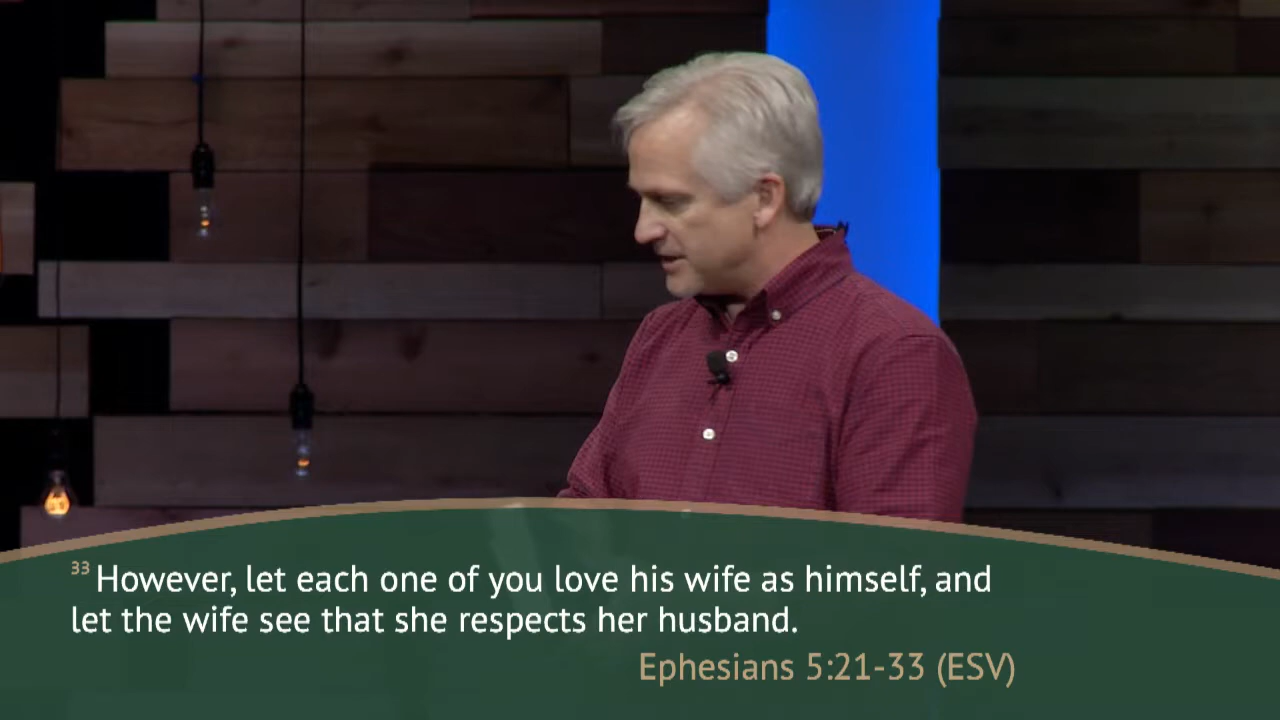 33 However, let each one of you love his wife as himself, and
let the wife see that she respects her husband.
Ephesians 5:21-33 (ESV)